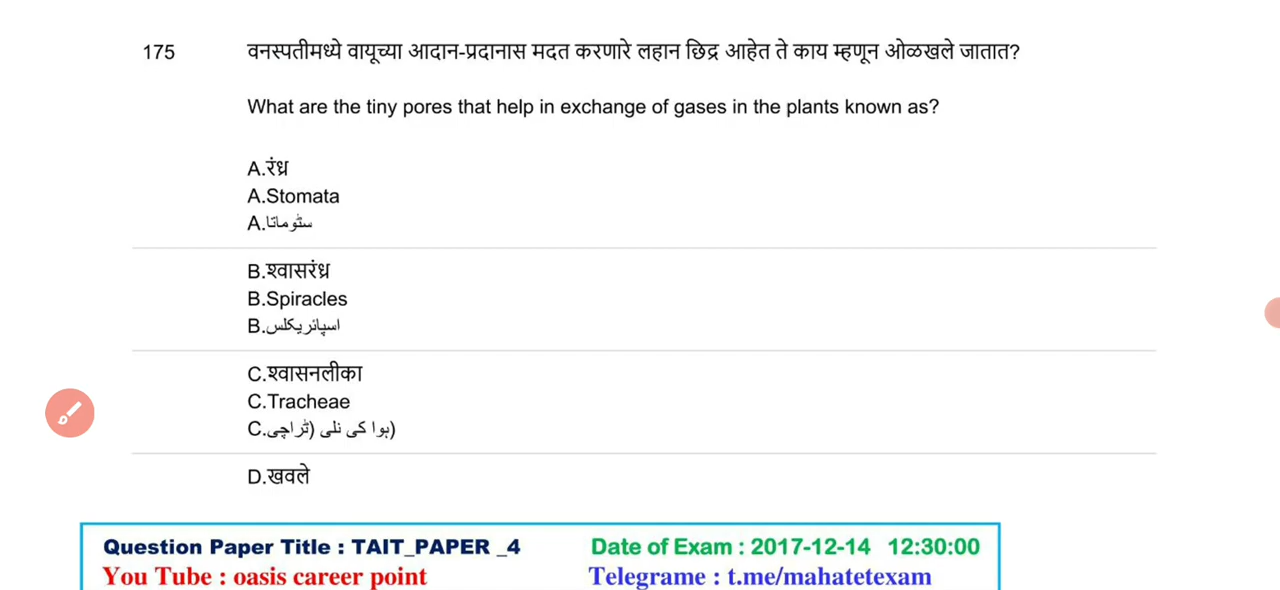 175 वनस्पतीमध्ये वायूच्या आदान-प्रदानास मदत करणारे लहान छिद्र आहेत ते काय म्हणून ओळखले जातात?
What are the tiny pores that help in exchange of gases in the plants known as?
A.रंध्र
A.Stomata
A.سٹوماتا
B.श्वासरंध्र
B.Spiracles
B.اسپائریکلس
C.श्वासनलीका
C.Tracheae
C.ہوا کی نلی (ٹراچی)
D.खवले
Question Paper Title : TAIT_PAPER _4 Date of Exam : 2017-12-14 12:30:00
You Tube : oasis career point Telegrame : t.me/mahatetexam